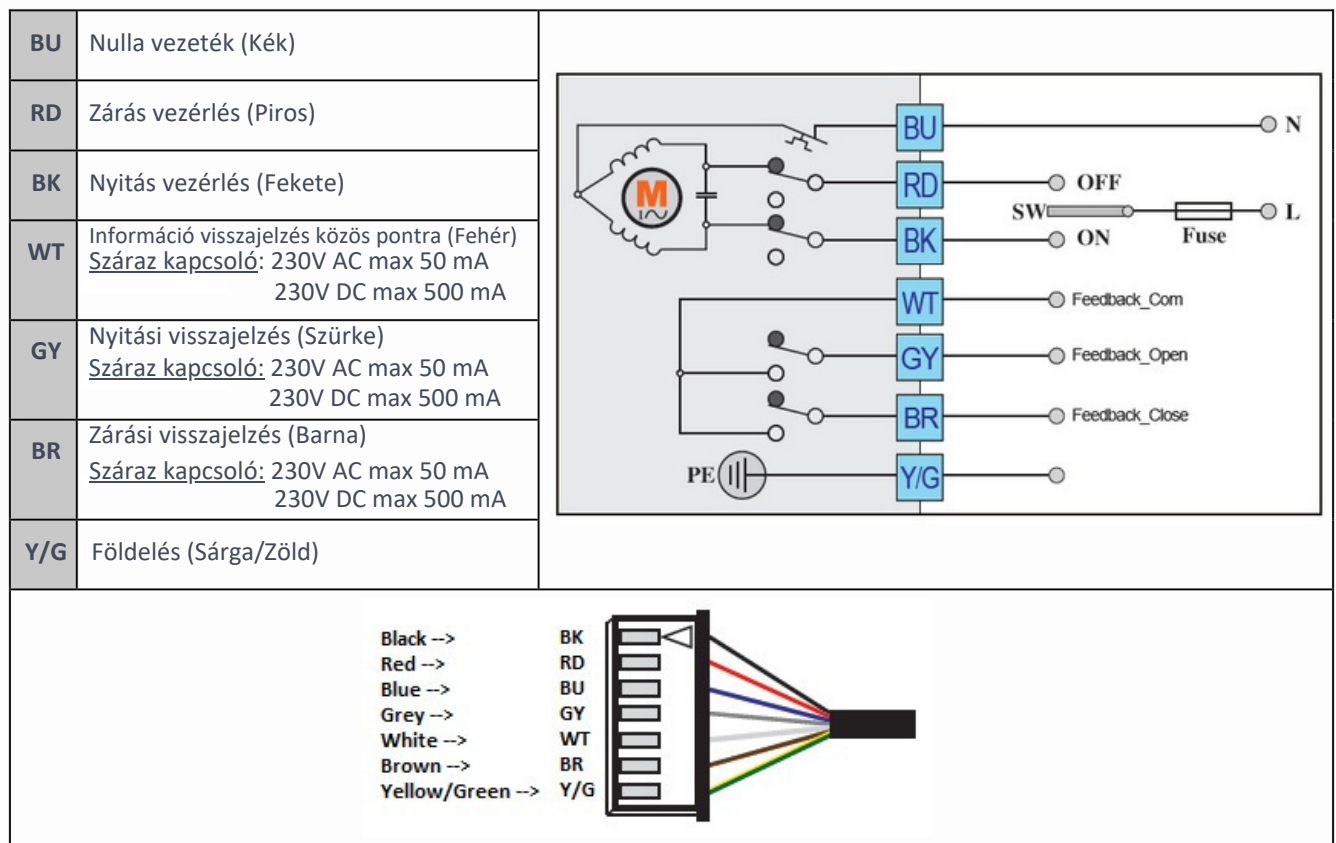 BU Nulla vezeték (Kék)
RD Zárás vezérlés (Piros)
BK Nyitás vezérlés (Fekete)
WT Információ visszajelzés közös pontra (Fehér)
Száraz kapcsoló: 230V AC max 50 mA
230V DC max 500 mA
GY Nyitási visszajelzés (Szürke)
Száraz kapcsoló: 230V AC max 50 mA
230V DC max 500 mA
BR Zárási visszajelzés (Barna)
Száraz kapcsoló: 230V AC max 50 mA
230V DC max 500 mA
Y/G Földelés (Sárga/Zöld)
BU N
M
1
RD OFF
SW L
BK ON Fuse
WT Feedback_Com
GY Feedback_Open
BR Feedback_Close
PE Y/G
Black --> BK
Red --> RD
Blue --> BU
Grey --> GY
White --> WT
Brown --> BR
Yellow/Green --> Y/G